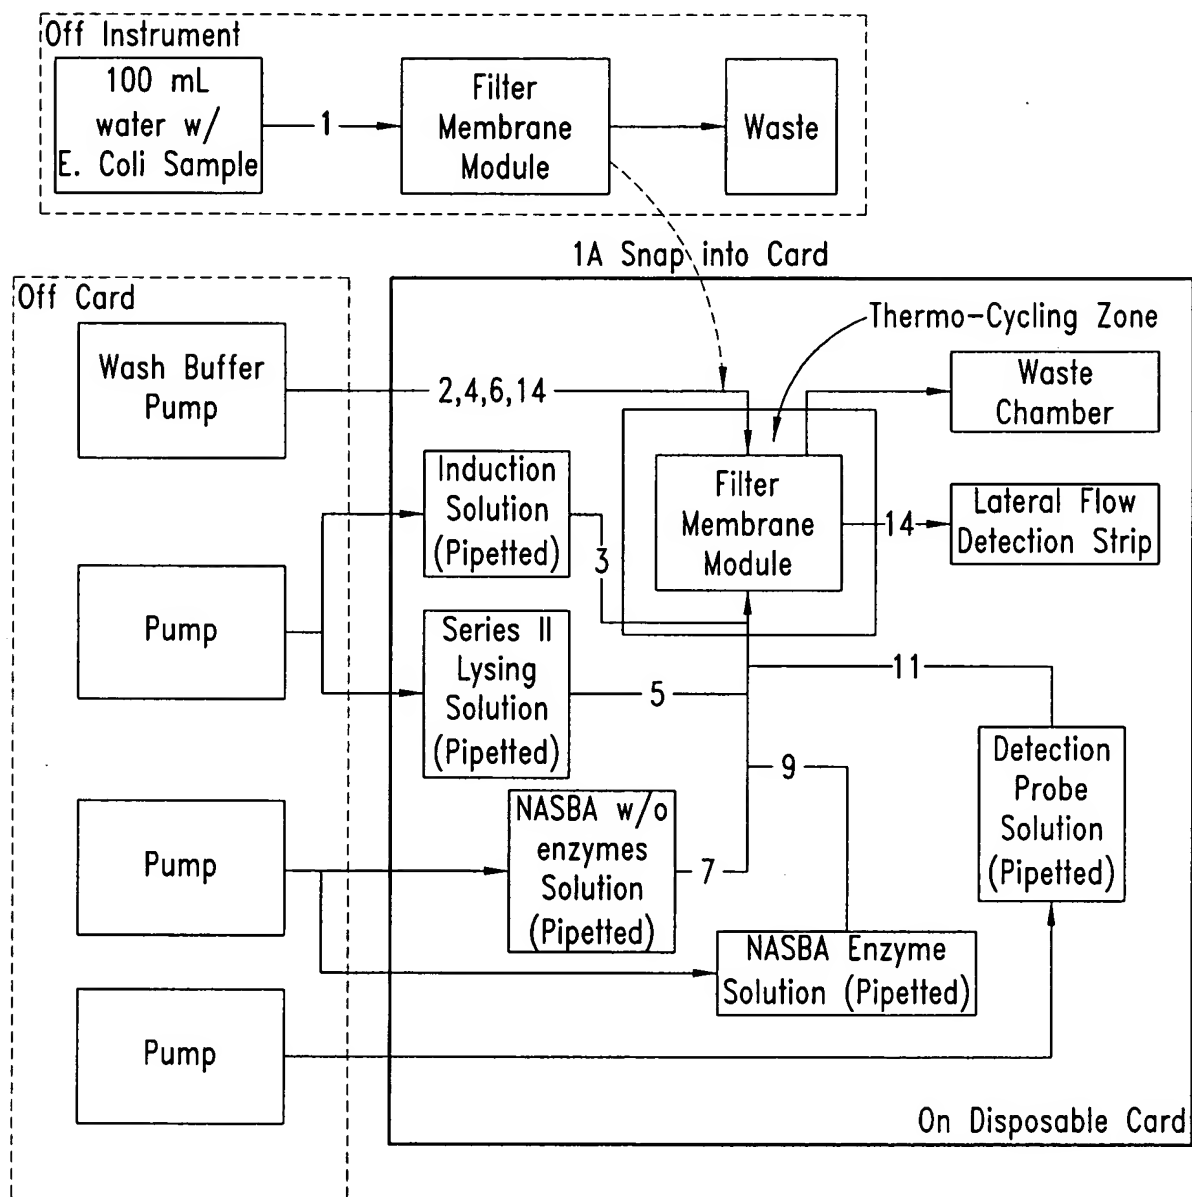 Off Instrument
100 mL
water w/
E. Coli Sample
1
Filter
Membrane
Module
Waste
1A Snap into Card
Off Card
Wash Buffer
Pump
2,4,6,14
Thermo-Cycling Zone
Waste
Chamber
Induction
Solution
(Pipetted)
3
Filter
Membrane
Module
14
Lateral Flow
Detection Strip
Pump
Series II
Lysing
Solution
(Pipetted)
5
11
Detection
Probe
Solution
(Pipetted)
9
Pump
NASBA w/o
enzymes
Solution
(Pipetted)
7
NASBA Enzyme
Solution (Pipetted)
Pump
On Disposable Card